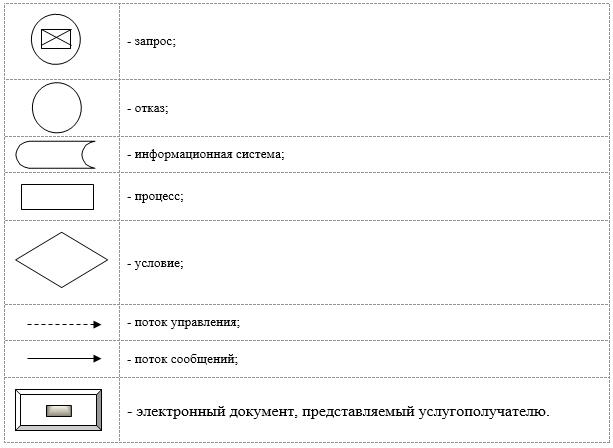 - запрос;
- отказ;
- информационная система;
- процесс;
- условие;
- поток управления;
- поток сообщений;
- электронный документ, представляемый услугополучателю.